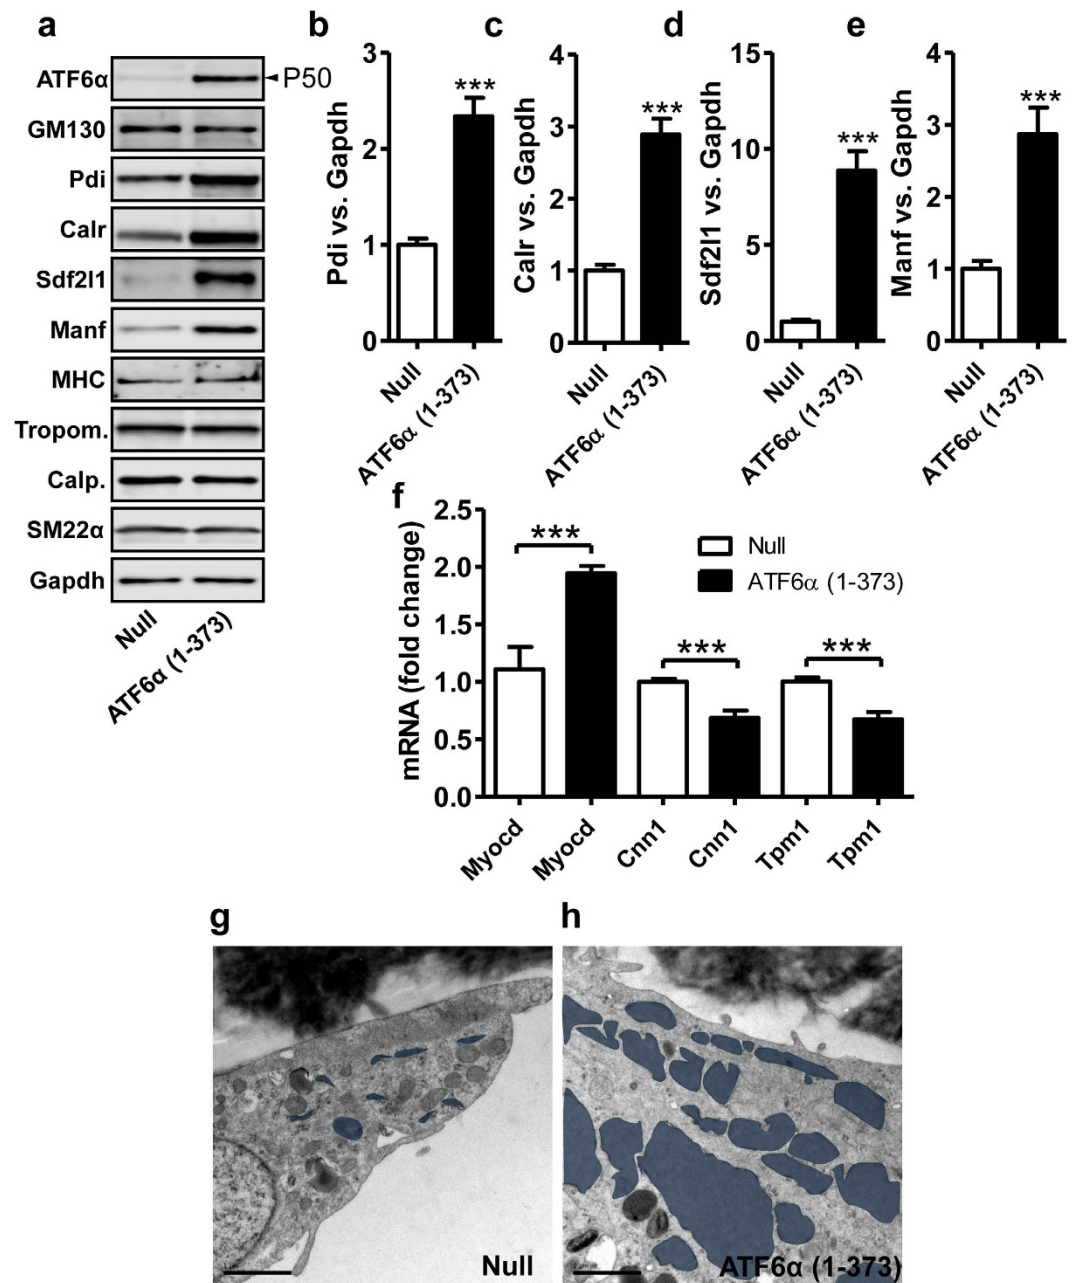 a
ATF6α
P50
GM130
Pdi
Calr
Sdf2l1
Manf
MHC
Tropom.
Calp.
SM22α
Gapdh
Null
ATF6α (1-373)
b
Pdi vs. Gapdh
3
2
1
0
***
Null
ATF6α (1-373)
c
Calr vs. Gapdh
4
3
2
1
0
***
Null
ATF6α (1-373)
d
Sdf2l1 vs. Gapdh
15
10
5
0
***
Null
ATF6α (1-373)
e
Manf vs. Gapdh
4
3
2
1
0
***
Null
ATF6α (1-373)
f
mRNA (fold change)
2.5
2.0
1.5
1.0
0.5
0.0
***
***
***
Null
ATF6α (1-373)
Myocd
Myocd
Cnn1
Cnn1
Tpm1
Tpm1
g
Null
h
ATF6α (1-373)